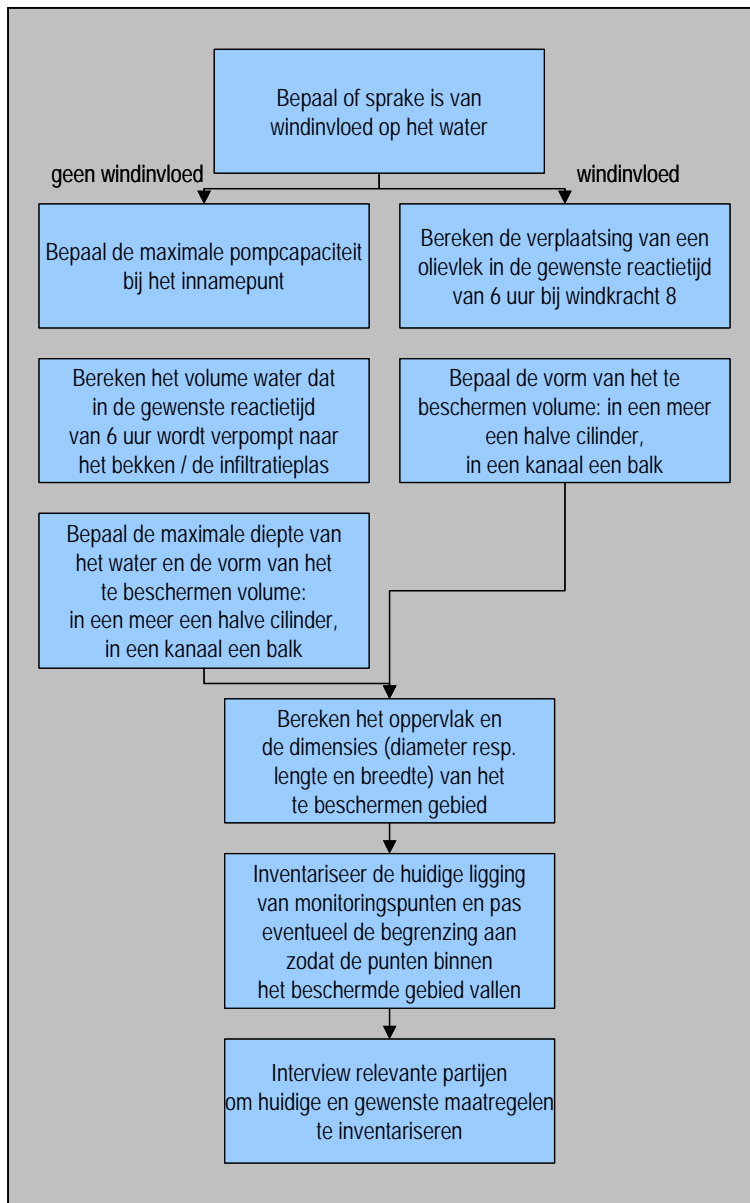 Bepaal of sprake is van
windinvloed op het water
geen windinvloed
windinvloed
Bepaal de maximale pompcapaciteit
bij het innamepunt
Bereken de verplaatsing van een
olievlek in de gewenste reactietijd
van 6 uur bij windkracht 8
Bereken het volume water dat
in de gewenste reactietijd
van 6 uur wordt verpompt naar
het bekken / de infiltratieplas
Bepaal de vorm van het te
beschermen volume: in een meer
een halve cilinder,
in een kanaal een balk
Bepaal de maximale diepte van
het water en de vorm van het
te beschermen volume:
in een meer een halve cilinder,
in een kanaal een balk
Bereken het oppervlak en
de dimensies (diameter resp.
lengte en breedte) van het
te beschermen gebied
Inventariseer de huidige ligging
van monitoringspunten en pas
eventueel de begrenzing aan
zodat de punten binnen
het beschermde gebied vallen
Interview relevante partijen
om huidige en gewenste maatregelen
te inventariseren